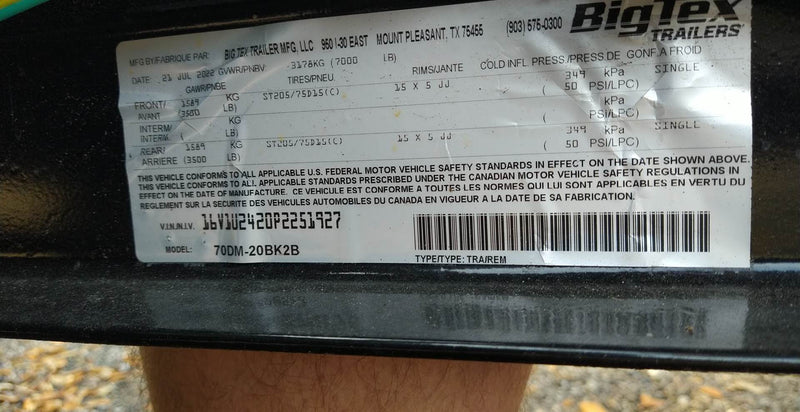 BigTex
TRAILERS™
MFG BY/FABRIQUE PAR: BIG TEX TRAILER MFG, LLC 950 I-30 EAST MOUNT PLEASANT, TX 75455 (903) 575-0300
DATE: 21 JUL 2022 GVWR/PNBV: 3178KG (7000 LB)
GAWR/PNBE TIRES/PNEU. RIMS/JANTE COLD INFL. PRESS/PRESS DE GONF.A FROID
FRONT/ 1589 KG ST205/75D15(C) 15 X 5 JJ 349 kPa SINGLE
AVANT (3500 LB) ( 50 PSI/LPC)
INTERM/ KG kPa
INTERM. ( LB) ( PSI/LPC)
REAR/ 1589 KG ST205/75D15(C) 15 X 5 JJ 349 kPa SINGLE
ARRIERE (3500 LB) ( 50 PSI/LPC)
THIS VEHICLE CONFORMS TO ALL APPLICABLE U.S. FEDERAL MOTOR VEHICLE SAFETY STANDARDS IN EFFECT ON THE DATE SHOWN ABOVE.
THIS VEHICLE CONFORMS TO ALL APPLICABLE STANDARDS PRESCRIBED UNDER THE CANADIAN MOTOR VEHICLE SAFETY REGULATIONS IN
EFFECT ON THE DATE OF MANUFACTURE. CE VEHICULE EST CONFORME A TOUTES LES NORMES QUI LUI SONT APPLICABLES EN VERTU DU
REGLEMENT SUR LA SECURITE DES VEHICULES AUTOMOBILES DU CANADA EN VIGUEUR A LA DATE DE SA FABRICATION.
V.I.N./N.I.V. 16V1U2420P2251927
MODEL: 70DM-20BK2B
TYPE/TYPE: TRA/REM